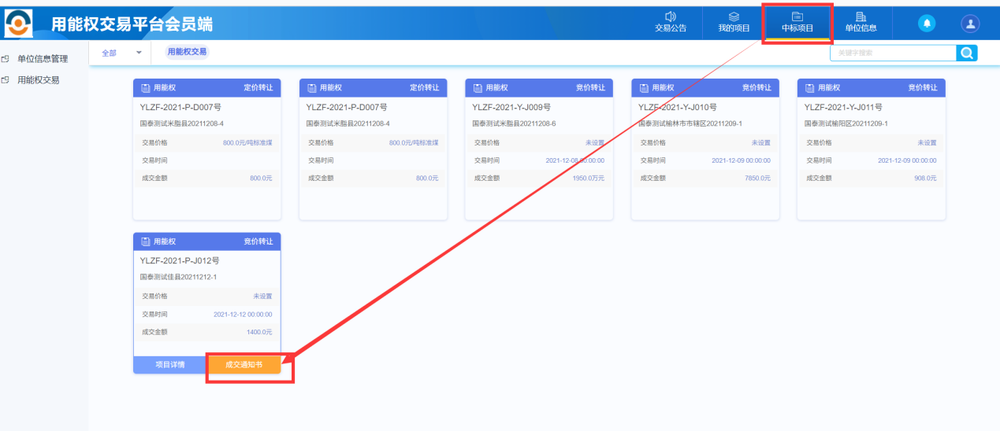 用能权交易平台会员端
交易公告
我的项目
中标项目
单位信息
单位信息管理
用能权交易
全部
用能权交易
关键字搜索
用能权 定价转让
YLZF-2021-P-D007号
国泰测试米脂县20211208-4
交易价格 800.0元/吨标准煤
交易时间
成交金额 800.0元
用能权 定价转让
YLZF-2021-P-D007号
国泰测试米脂县20211208-4
交易价格 800.0元/吨标准煤
交易时间
成交金额 800.0元
用能权 竞价转让
YLZF-2021-Y-J009号
国泰测试米脂县20211208-6
交易价格 未设置
交易时间 2021-12-08 00:00:00
成交金额 1950.0万元
用能权 竞价转让
YLZF-2021-Y-J010号
国泰测试榆林市市辖区20211209-1
交易价格 未设置
交易时间 2021-12-09 00:00:00
成交金额 7850.0元
用能权 竞价转让
YLZF-2021-Y-J011号
国泰测试榆阳区20211209-1
交易价格 未设置
交易时间 2021-12-09 00:00:00
成交金额 908.0元
用能权 竞价转让
YLZF-2021-P-J012号
国泰测试佳县20211212-1
交易价格 未设置
交易时间 2021-12-12 00:00:00
成交金额 1400.0元
项目详情 成交通知书